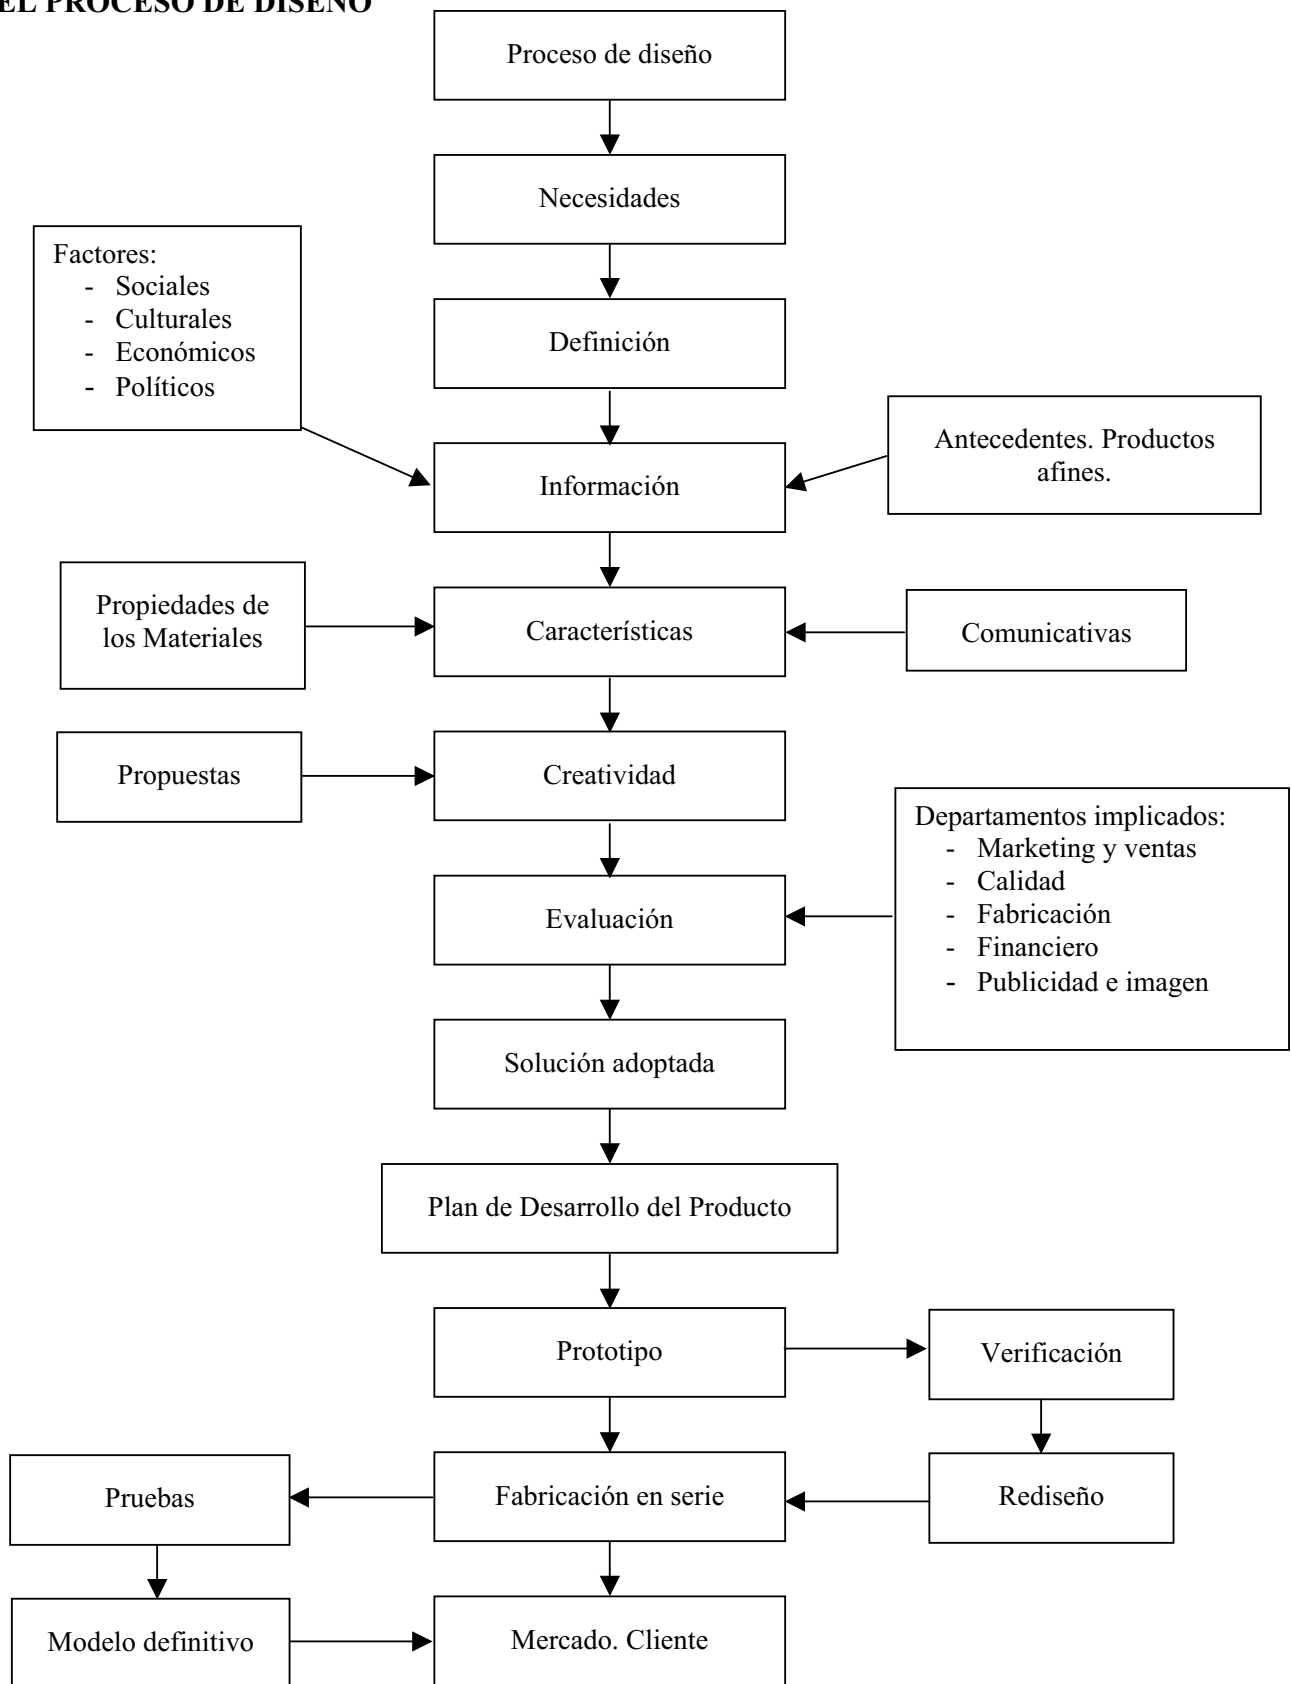 EL PROCESO DE DISEÑO
Proceso de diseño
Necesidades
Factores:
- Sociales
- Culturales
- Económicos
- Políticos
Definición
Antecedentes. Productos
afines.
Información
Propiedades de
los Materiales
Características
Comunicativas
Propuestas
Creatividad
Departamentos implicados:
- Marketing y ventas
- Calidad
- Fabricación
- Financiero
- Publicidad e imagen
Evaluación
Solución adoptada
Plan de Desarrollo del Producto
Prototipo
Verificación
Pruebas
Fabricación en serie
Rediseño
Modelo definitivo
Mercado. Cliente